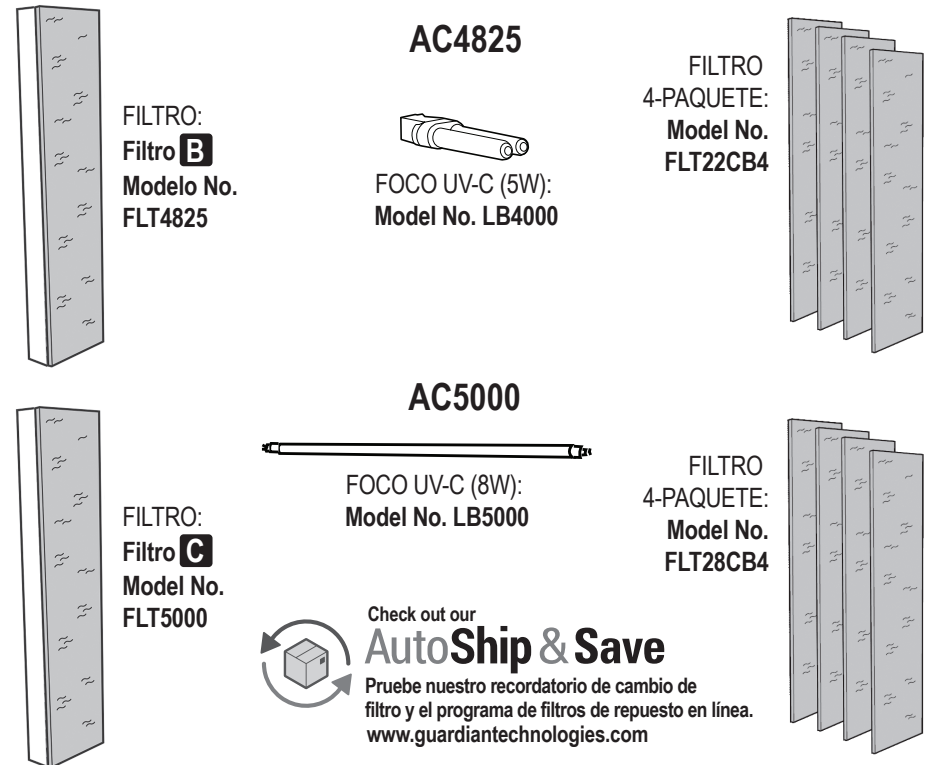 AC4825
FILTRO:
Filtro B
Modelo No.
FLT4825
FOCO UV-C (5W):
Model No. LB4000
FILTRO
4-PAQUETE:
Model No.
FLT22CB4
AC5000
FILTRO:
Filtro C
Model No.
FLT5000
FOCO UV-C (8W):
Model No. LB5000
FILTRO
4-PAQUETE:
Model No.
FLT28CB4
Check out our
AutoShip & Save
Pruebe nuestro recordatorio de cambio de
filtro y el programa de filtros de repuesto en línea.
www.guardiantechnologies.com